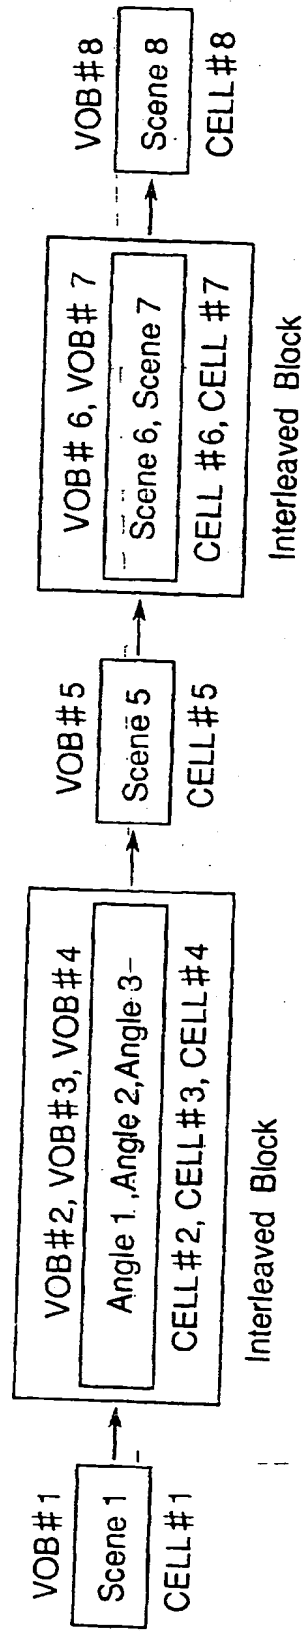 VOB#1
Scene 1
CELL#1
VOB#2, VOB#3, VOB#4
Angle 1, Angle 2, Angle 3
CELL#2, CELL#3, CELL#4
Interleaved Block
VOB#5
Scene 5
CELL#5
VOB# 6, VOB# 7
Scene 6, Scene 7
CELL #6, CELL #7
Interleaved Block
VOB#8
Scene 8
CELL#8